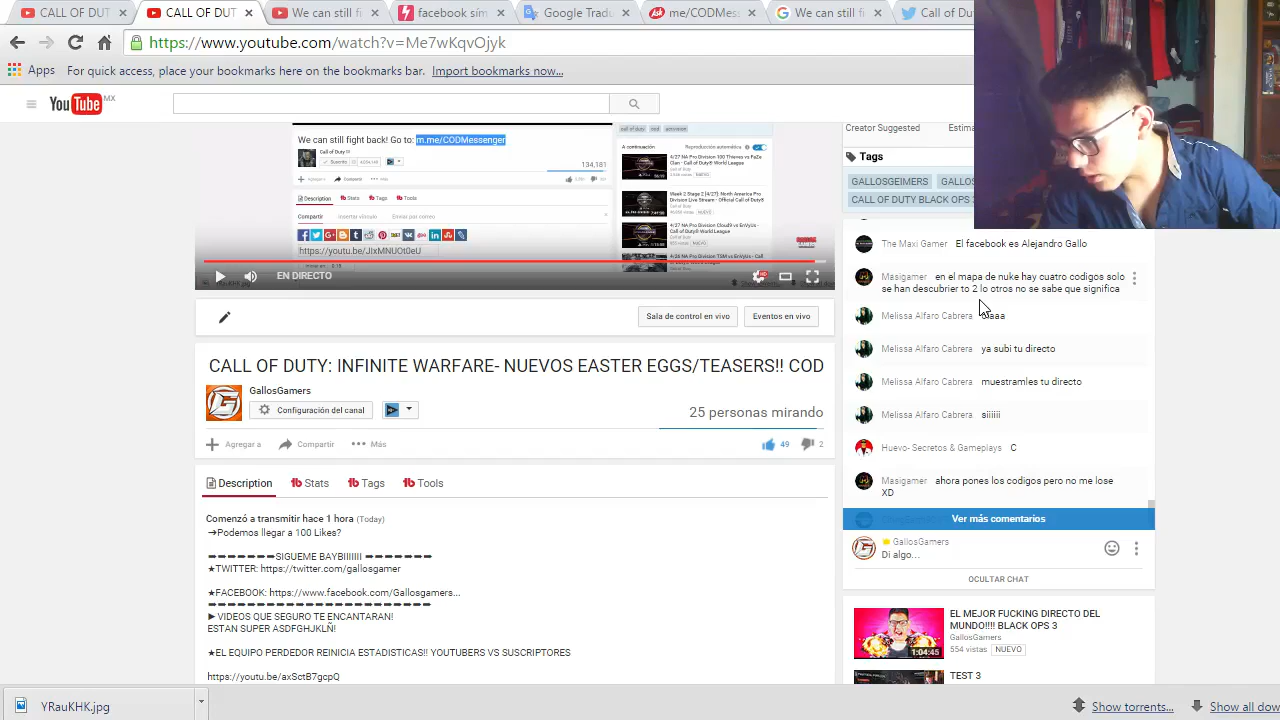 CALL OF DUT
CALL OF DUT
We can still fi
facebook sim
Google Tradu
me/CODMess
We can still fi
Call of Du
https://www.youtube.com/watch?v=Me7wKqvOjyk
Apps For quick access, place your bookmarks here on the bookmarks bar. Import bookmarks now...
YouTube MX
We can still fight back! Go to: m.me/CODMessenger
Call of Duty
134,181
Agregar a Compartir Más
Description Stats Tags Tools
Compartir Insertar vínculo Enviar por correo
https://youtu.be/JIxMNUOt0eU
call of duty
A continuación Reproducción automática
4/27 NA Pro Division 100 Thieves vs FaZe
Clan - Call of Duty® World League
Week 2 Stage 2 (4/27): North America Pro
Division Live Stream - Official Call of Duty®
4/27 NA Pro Division Cloud9 vs EnVyUs -
Call of Duty® World League
4/26 NA Pro Division TSM vs EnVyUs -
EN DIRECTO
Sala de control en vivo
Eventos en vivo
CALL OF DUTY: INFINITE WARFARE- NUEVOS EASTER EGGS/TEASERS!! COD
GallosGamers
Configuración del canal
25 personas mirando
Agregar a Compartir Más
49 2
Description Stats Tags Tools
Comenzó a transmitir hace 1 hora (Today)
➔Podemos llegar a 100 Likes?
➨➨➨➨➨➨➨SIGUEME BAYBIIIIIII ➨➨➨➨➨➨➨
★TWITTER: https://twitter.com/gallosgamer
★FACEBOOK: https://www.facebook.com/Gallosgamers...
►VIDEOS QUE SEGURO TE ENCANTARAN!
ESTAN SUPER ASDFGHJKLÑ!
★EL EQUIPO PERDEDOR REINICIA ESTADISTICAS!! YOUTUBERS VS SUSCRIPTORES
https://youtu.be/axSctB7gcpQ
Creator Suggested Estima
Tags
GALLOSGEIMERS
CALL OF DUTY BLACK OPS 3
The Maxi Gamer El facebook es Alejandro Gallo
Masigamer en el mapa de nuke hay cuatro codigos solo
se han descubrier to 2 lo otros no se sabe que significa
Melissa Alfaro Cabrera
Melissa Alfaro Cabrera ya subi tu directo
Melissa Alfaro Cabrera muestramles tu directo
Melissa Alfaro Cabrera siiiiii
Huevo- Secretos & Gameplays C
Masigamer ahora pones los codigos pero no me lose
XD
Ver más comentarios
GallosGamers
Di algo...
OCULTAR CHAT
EL MEJOR FUCKING DIRECTO DEL
MUNDO!!!! BLACK OPS 3
GallosGamers
554 vistas NUEVO
1:04:45
TEST 3
YRauKHK.jpg
Show torrents...
Show all dow